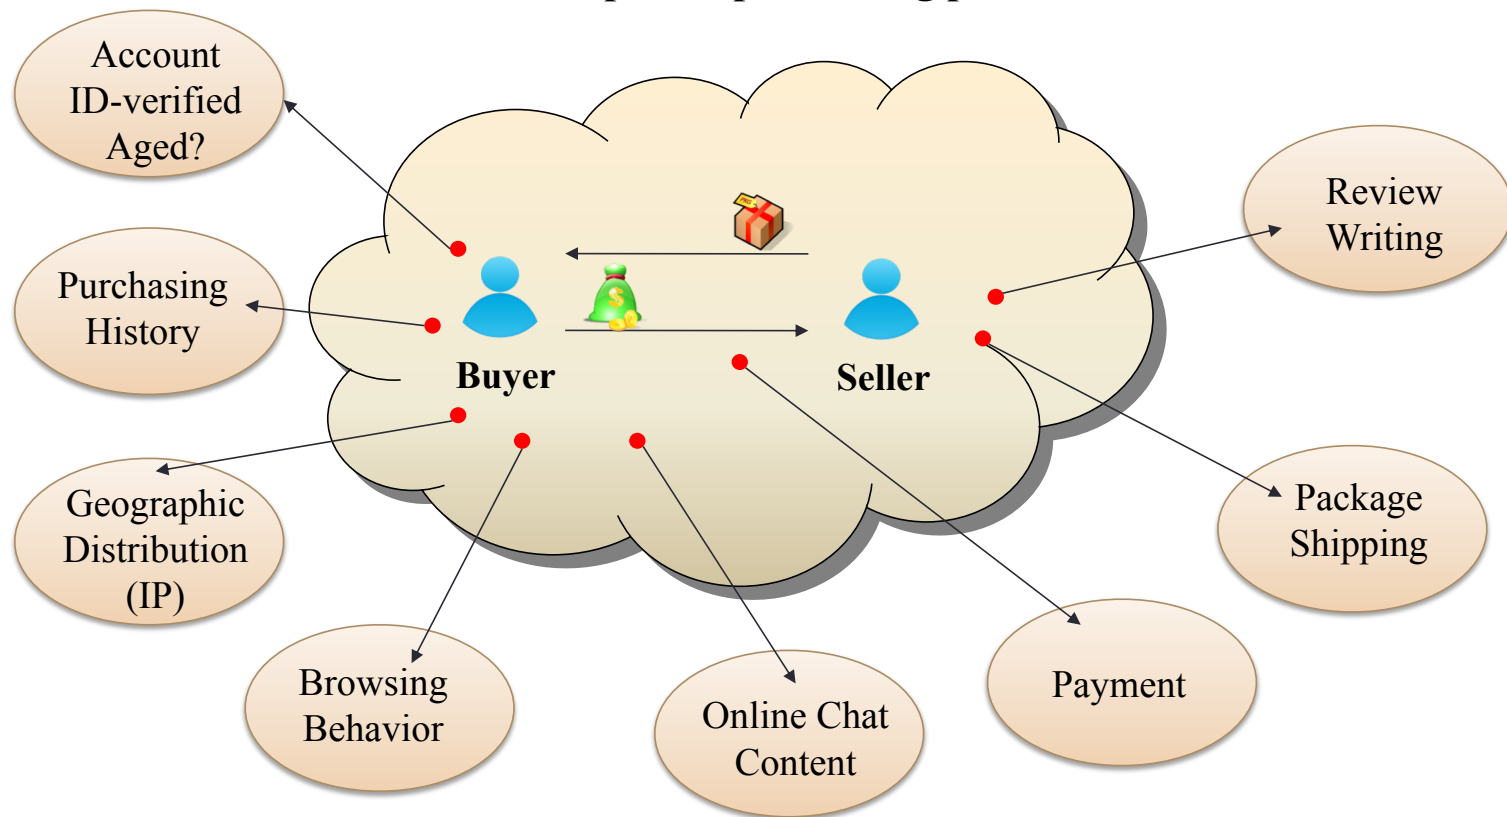 Account
ID-verified
Aged?
Purchasing
History
Geographic
Distribution
(IP)
Browsing
Behavior
Online Chat
Content
Payment
Package
Shipping
Review
Writing
Buyer
Seller
$